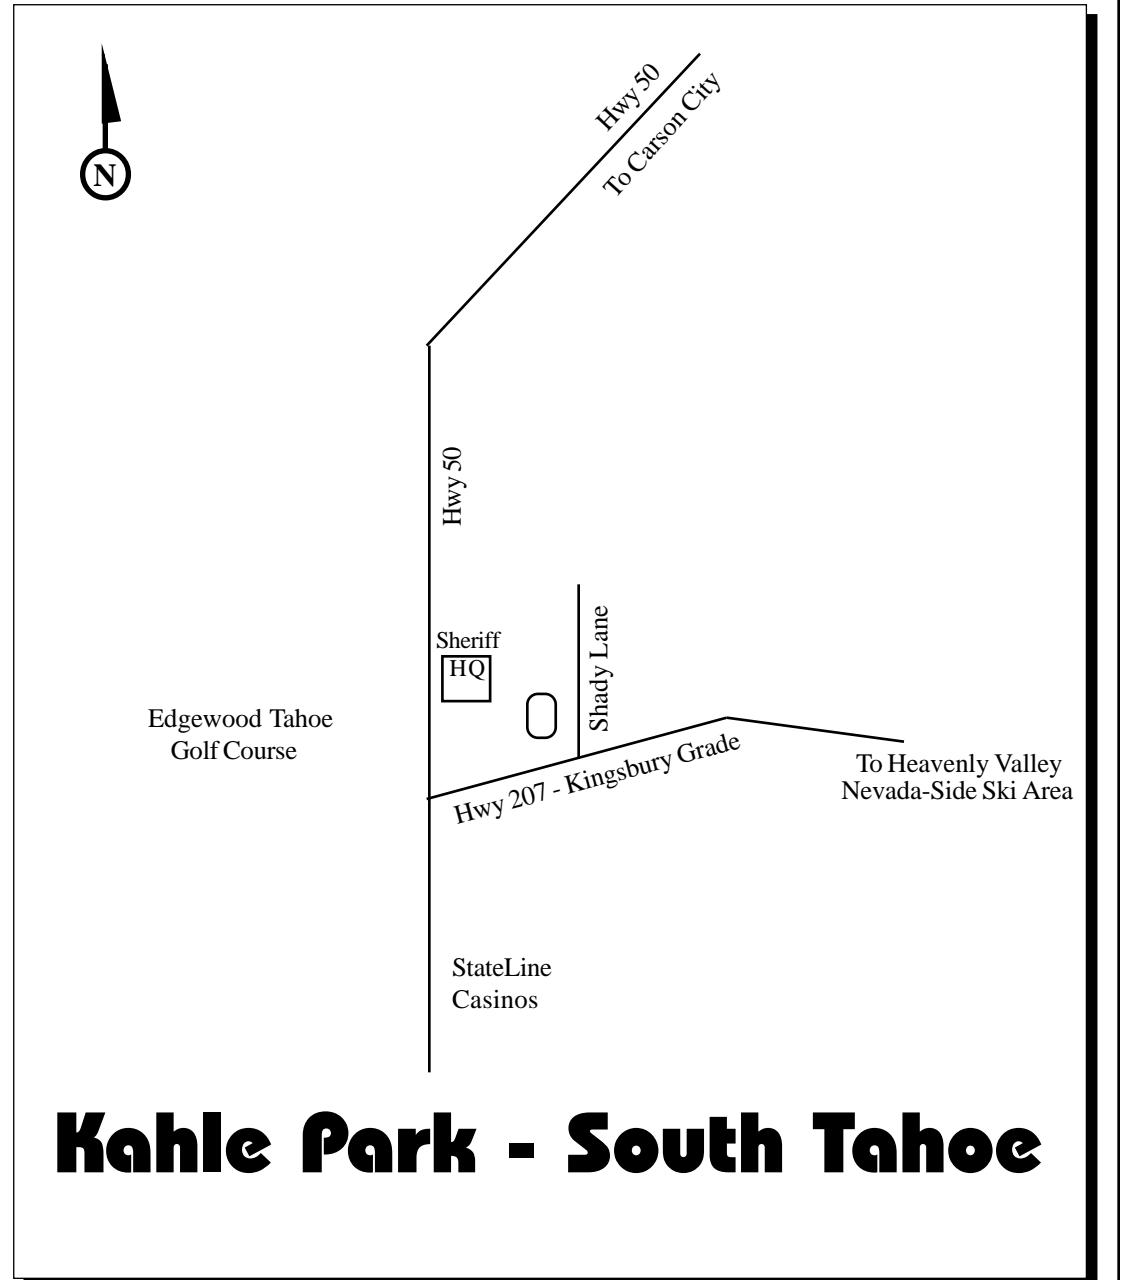 N
Hwy 50
To Carson City
Hwy 50
Sheriff
HQ
Shady Lane
Edgewood Tahoe
Golf Course
Hwy 207 - Kingsbury Grade
To Heavenly Valley
Nevada-Side Ski Area
StateLine
Casinos
Kahle Park - South Tahoe